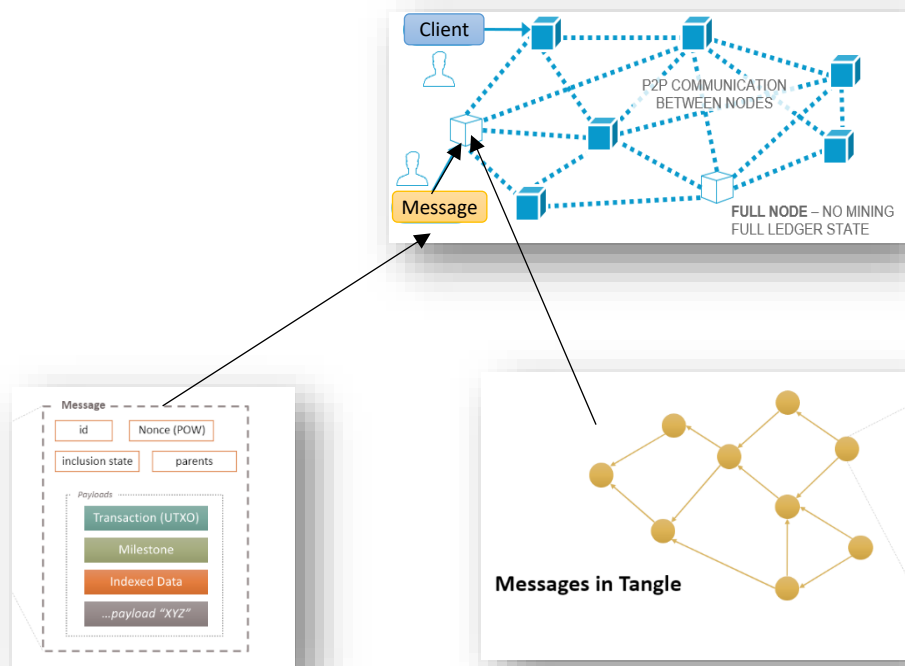 Client
P2P COMMUNICATION
BETWEEN NODES
Message
FULL NODE – NO MINING
FULL LEDGER STATE
Message
id
Nonce (POW)
inclusion state
parents
Payloads
Transaction (UTXO)
Milestone
Indexed Data
...payload “XYZ”
Messages in Tangle